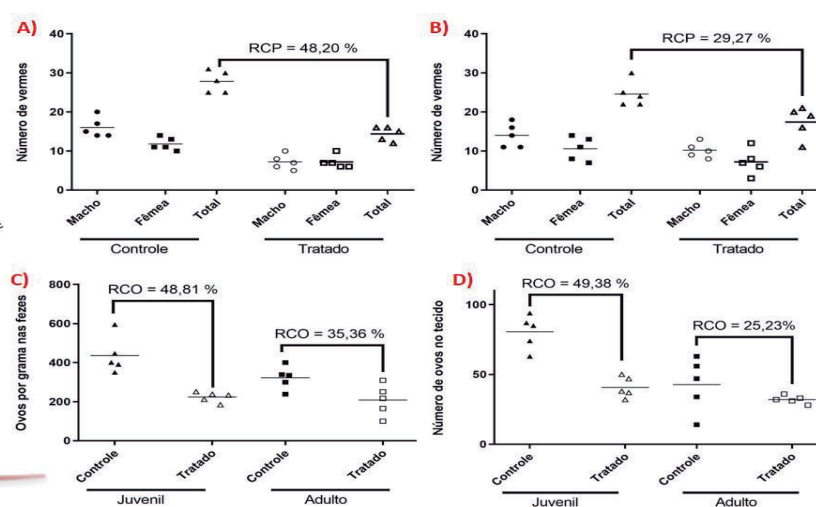 A)
Número de vermes
40
30
20
10
0
RCP = 48,20 %
Macho Fêmea Total Macho Fêmea Total
Controle Tratado
B)
Número de vermes
40
30
20
10
0
RCP = 29,27 %
Macho Fêmea Total Macho Fêmea Total
Controle Tratado
C)
Ovos por grama nas fezes
800
600
400
200
0
RCO = 48,81 %
RCO = 35,36 %
Controle Tratado Controle Tratado
Juvenil Adulto
D)
Número de ovos no tecido
100
50
0
RCO = 49,38 %
RCO = 25,23%
Controle Tratado Controle Tratado
Juvenil Adulto